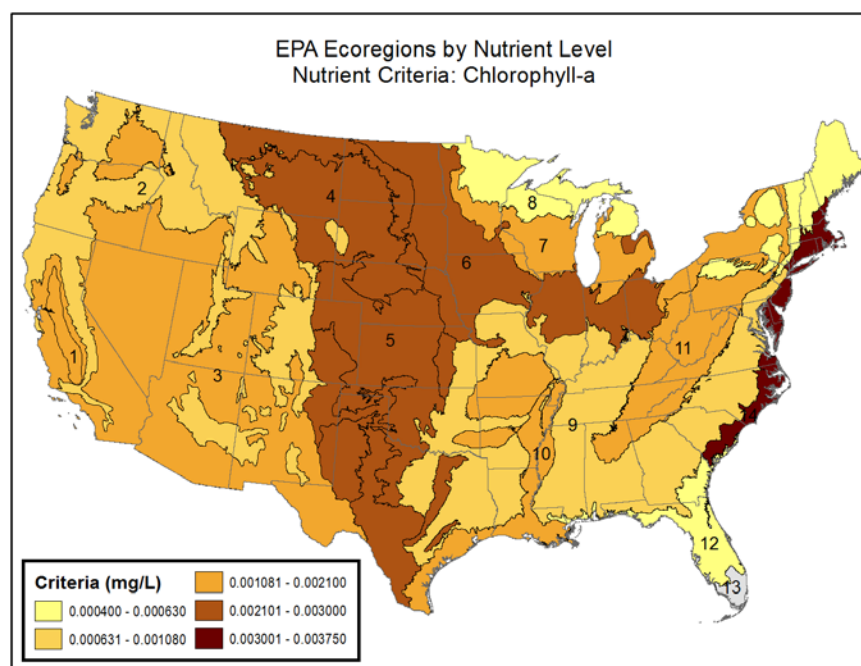 EPA Ecoregions by Nutrient Level
Nutrient Criteria: Chlorophyll-a
8
2
4
7
6
5
11
1
3
9
14
10
12
13
Criteria (mg/L)
0.000400 - 0.000630
0.000631 - 0.001080
0.001081 - 0.002100
0.002101 - 0.003000
0.003001 - 0.003750